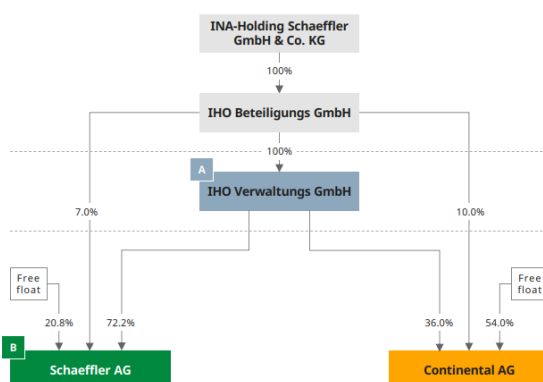 INA-Holding Schaeffler
GmbH & Co. KG
100%
IHO Beteiligungs GmbH
100%
A
IHO Verwaltungs GmbH
7.0%
10.0%
Free
float
Free
float
20.8%
72.2%
36.0%
54.0%
B
Schaeffler AG
Continental AG